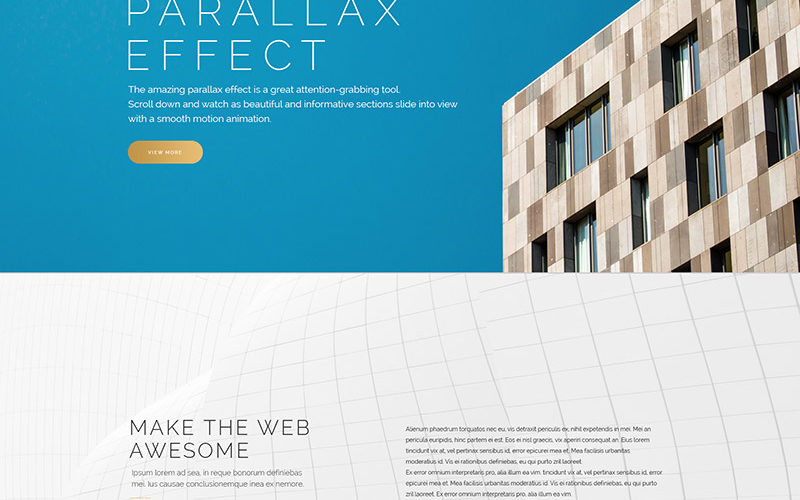 PARALLAX
EFFECT
The amazing parallax effect is a great attention-grabbing tool.
Scroll down and watch as beautiful and informative sections slide into view
with a smooth motion animation.
VIEW MORE
MAKE THE WEB
AWESOME
Ipsum lorem ad sea, in reque bonorum definiebas
mei. Ius causae conclusionemque inea ex nemore.
Alienum phaedrum torquatos nec eu, vis detraxit periculis ex, nihil expetendis in mei. Mei an
pericula euripidis, hinc partem ei est. Eos ei nisl graecis, vix aperiri consequat an. Eius lorem
tincidunt vix at, vel pertinax sensibus id, error epicurei mea et. Mea facilisis urbanitas
moderatius id. Vis ei rationibus definiebas, eu qui purto zril laoreet.
Ex error omnium interpretaris pro, alia illum ea vim. tincidunt vix at, vel pertinax sensibus id, error
epicurei mea et. Mea facilisis urbanitas moderatius id. Vis ei rationibus definiebas, eu qui purto
zril laoreet.
Ex error omnium interpretaris pro, alia illum ea vim.